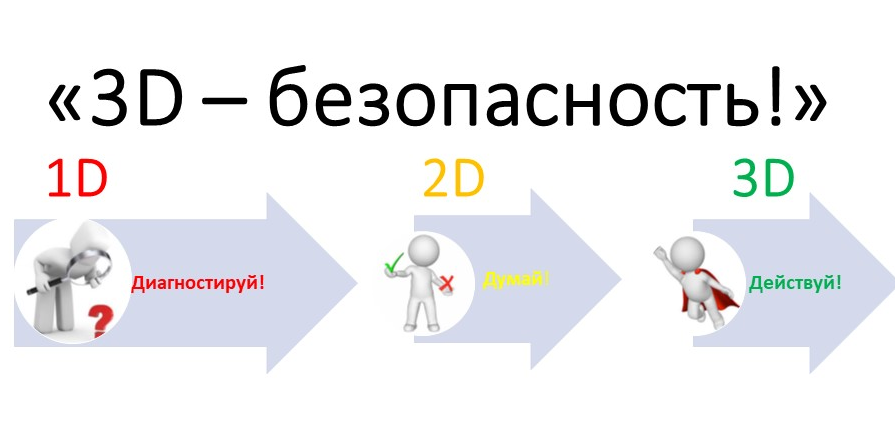 «3D – безопасность!»
1D
2D
3D
Диагностируй!
Думай!
Действуй!
?